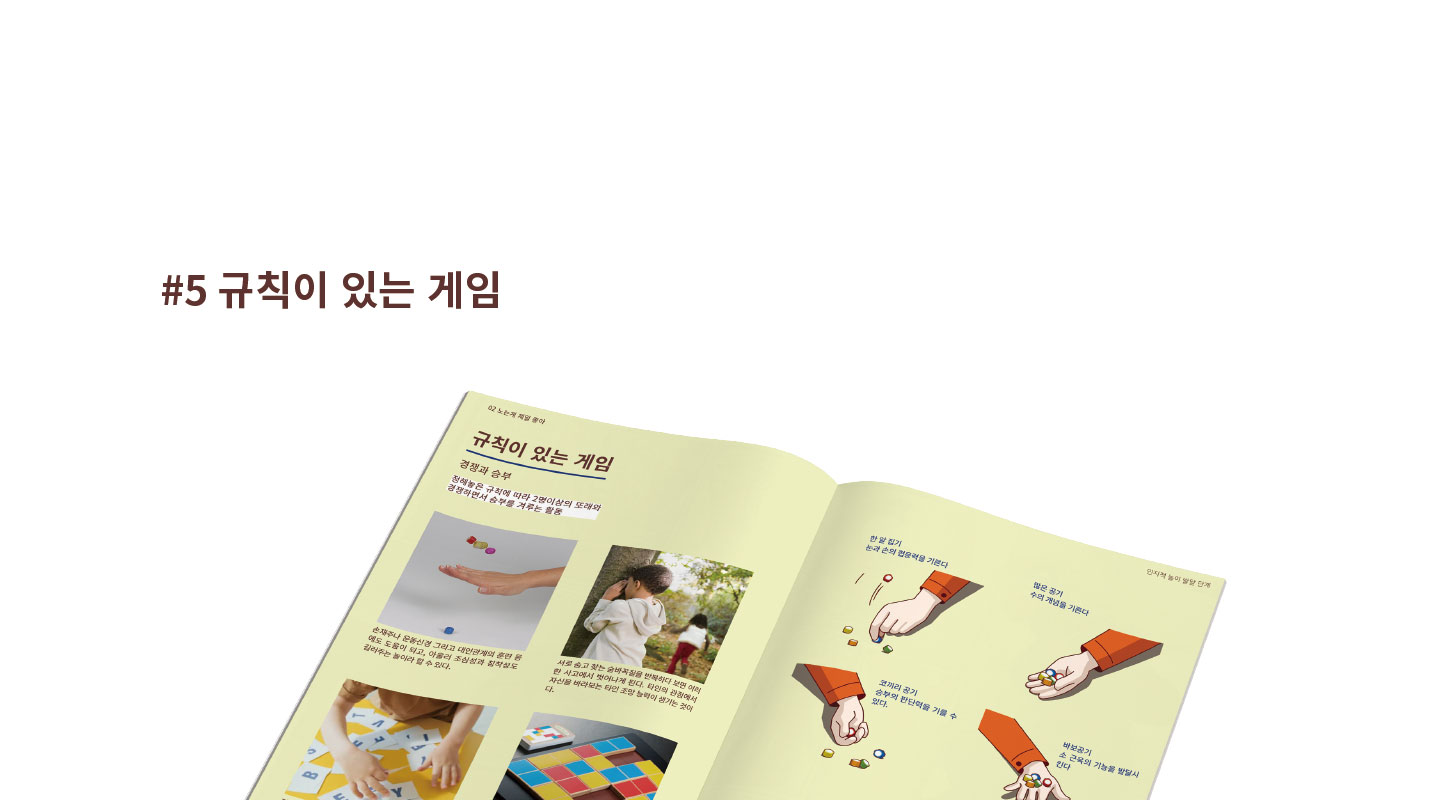 #5 규칙이 있는 게임
02 노는게 제일 좋아
규칙이 있는 게임
경쟁과 승부
정해놓은 규칙에 따라 2명이상의 또래와
경쟁하면서 승부를 겨루는 활동
손재주나 운동신경 그리고 대인관계의 훈련 등
에도 도움이 되고, 아울러 조심성과 침착성도
길러주는 놀이라 할 수 있다.
서로 숨고 찾는 숨바꼭질을 반복하다 보면 여러
한 사고에서 벗어나게 된다. 타인의 관점에서
자신을 바라보는 타인 조망 능력이 생기는 것이
다.
한 알 집기
눈과 손의 협응력을 기른다
많은 공기
수의 개념을 기른다
인지적 놀이 발달 단계
코끼리 공기
승부의 판단력을 기를 수
있다.
바보공기
소 근육의 기능을 발달시
킨다